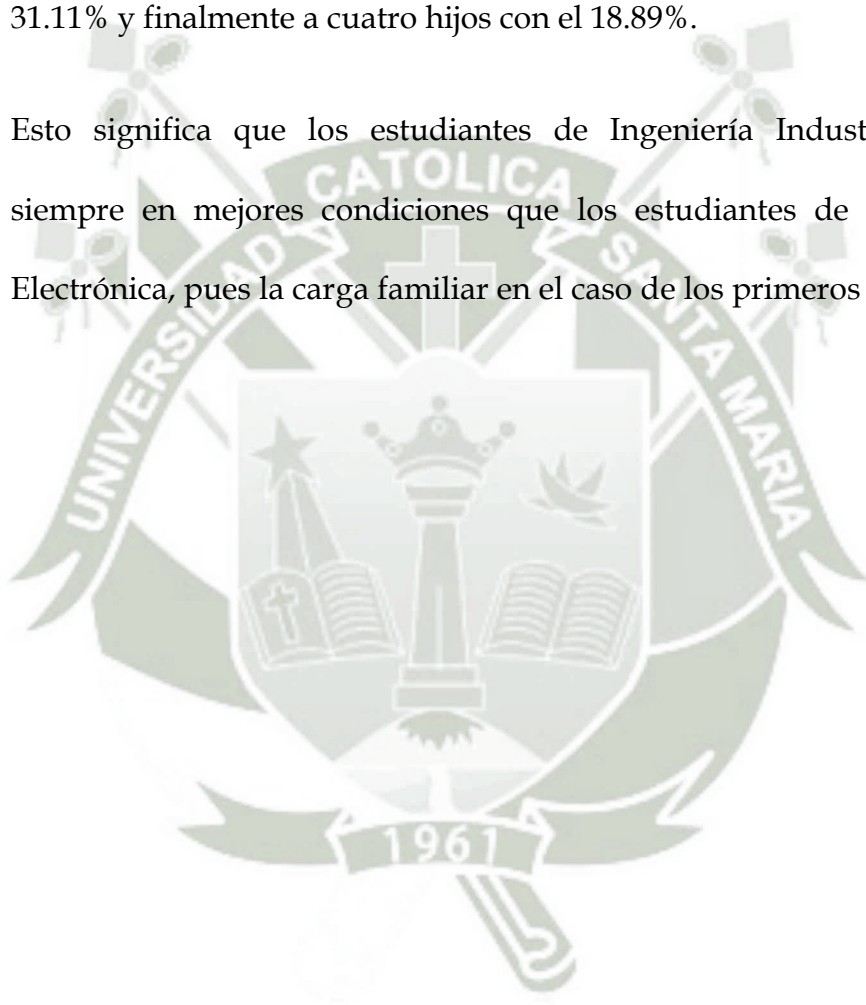 31.11% y finalmente a cuatro hijos con el 18.89%.
Esto significa que los estudiantes de Ingeniería
siempre en mejores condiciones que los estudiantes de
Electrónica, pues la carga familiar en el caso de los primeros
UNIVERSIDAD CATOLICA SANTA MARIA
1961